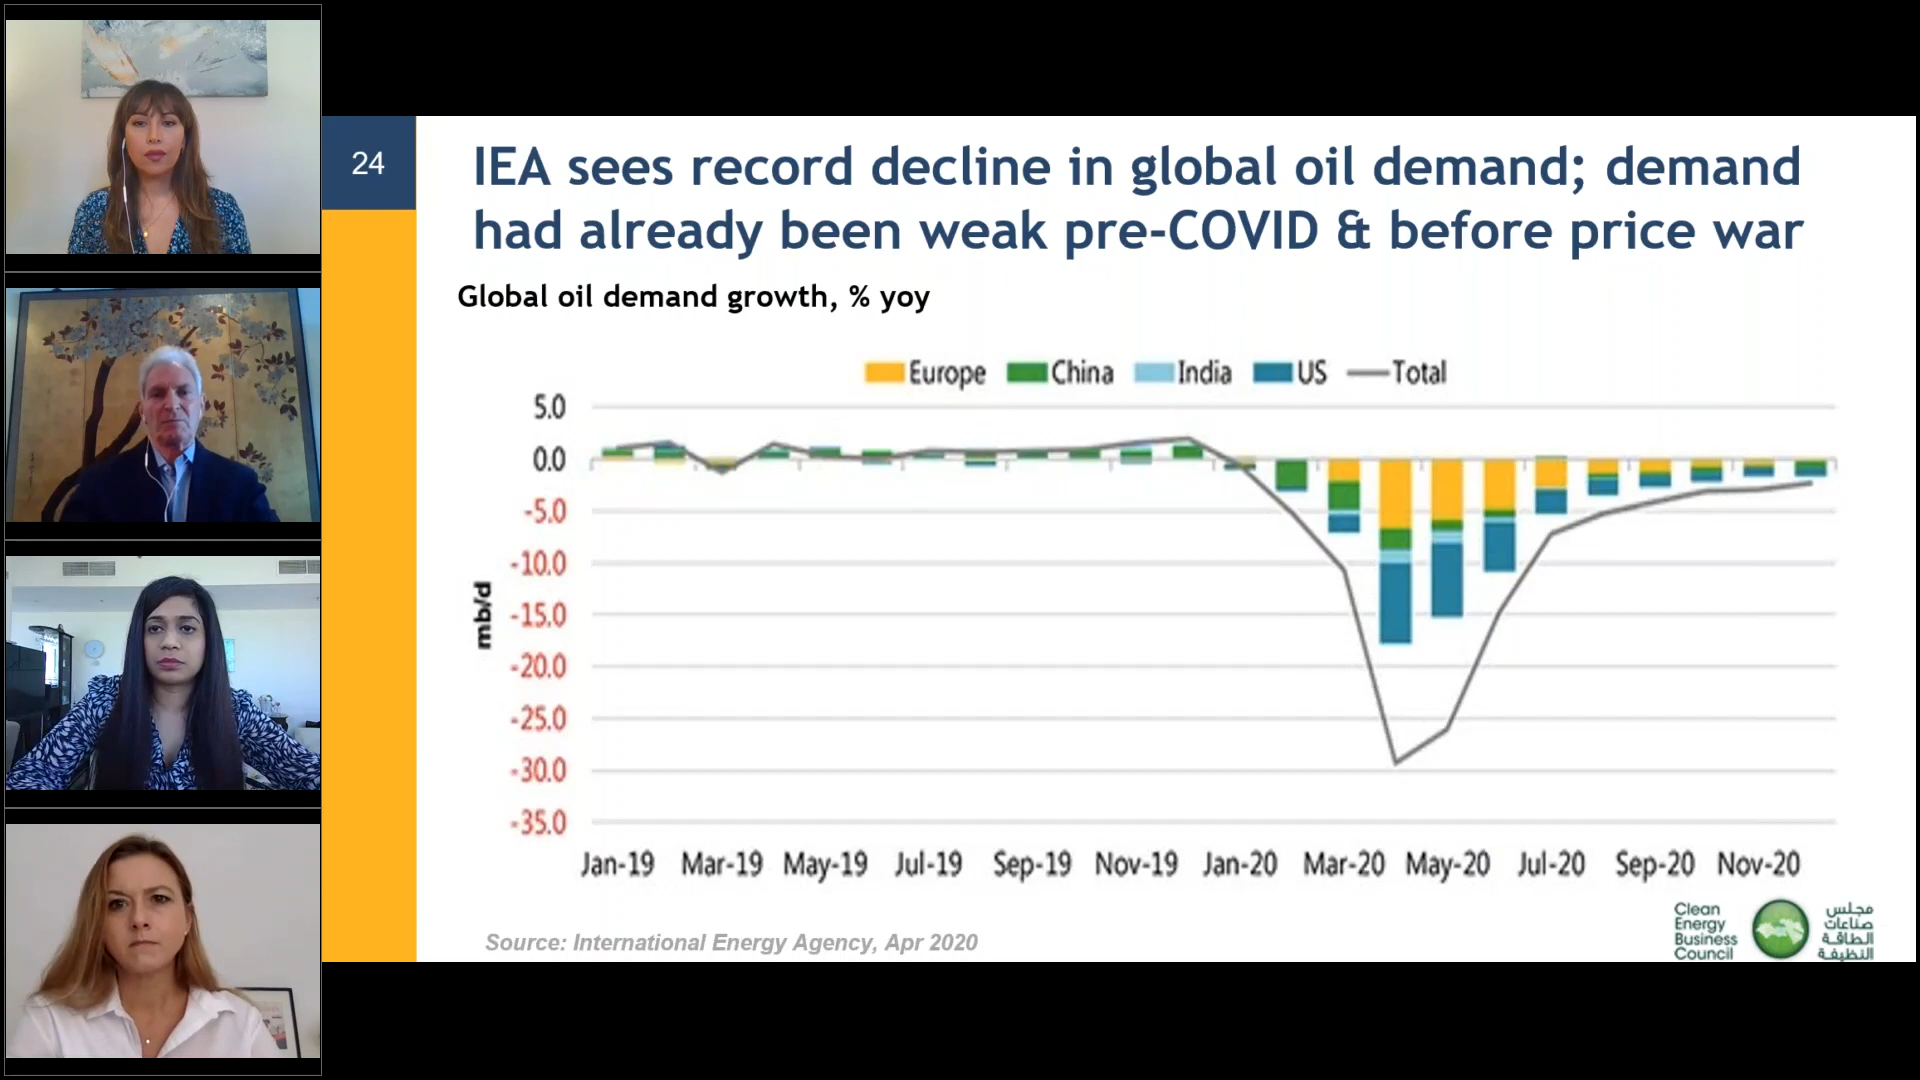 24
IEA sees record decline in global oil demand; demand
had already been weak pre-COVID & before price war
Global oil demand growth, % yoy
Europe China India US Total
5.0
0.0
-5.0
-10.0
-15.0
-20.0
-25.0
-30.0
-35.0
mb/d
Jan-19 Mar-19 May-19 Jul-19 Sep-19 Nov-19 Jan-20 Mar-20 May-20 Jul-20 Sep-20 Nov-20
Source: International Energy Agency, Apr 2020
Clean
Energy
Business
Council
مجلس
صناعات
الطاقة
النظيفة